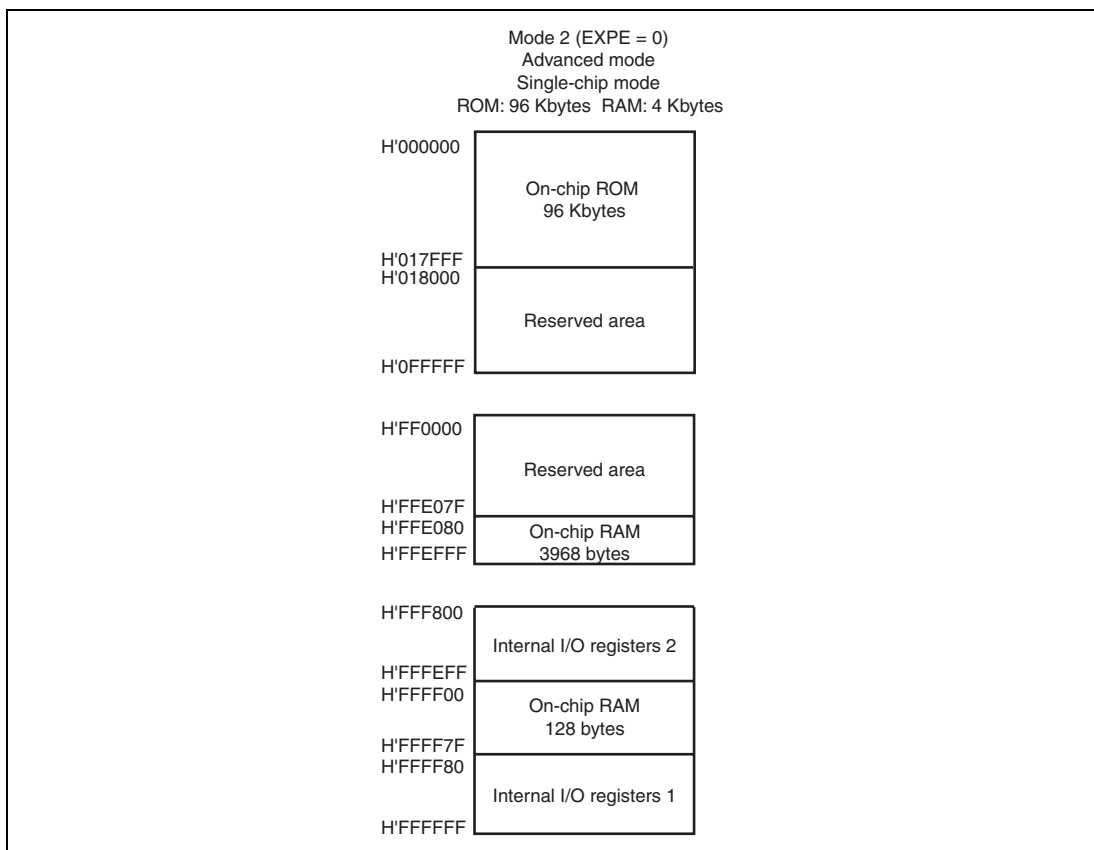 Mode 2 (EXPE = 0)
Advanced mode
Single-chip mode
ROM: 96 Kbytes RAM: 4 Kbytes
H'000000
On-chip ROM
96 Kbytes
H'017FFF
H'018000
Reserved area
H'0FFFFF
H'FF0000
Reserved area
H'FFE07F
H'FFE080
On-chip RAM
H'FFEFFF
3968 bytes
H'FFF800
Internal I/O registers 2
H'FFFEFF
H'FFFF00
On-chip RAM
128 bytes
H'FFFF7F
H'FFFF80
Internal I/O registers 1
H'FFFFFF